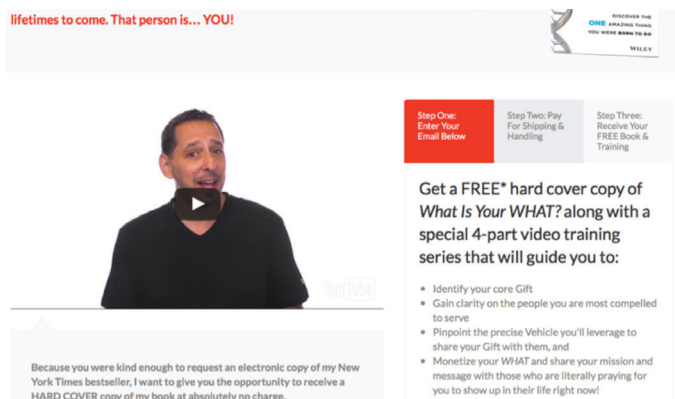 lifetimes to come. That person is... YOU!
DISCOVER THE
ONE AMAZING THING
YOU WERE BORN TO DO
WILEY
Step One:
Enter Your
Email Below
Step Two: Pay
For Shipping &
Handling
Step Three:
Receive Your
FREE Book &
Training
YouTube
Get a FREE* hard cover copy of
What Is Your WHAT? along with a
special 4-part video training
series that will guide you to:
• Identify your core Gift
• Gain clarity on the people you are most compelled
to serve
• Pinpoint the precise Vehicle you'll leverage to
share your Gift with them, and
• Monetize your WHAT and share your mission and
message with those who are literally praying for
you to show up in their life right now!
Because you were kind enough to request an electronic copy of my New
York Times bestseller, I want to give you the opportunity to receive a
HARD COVER copy of my book at absolutely no charge.